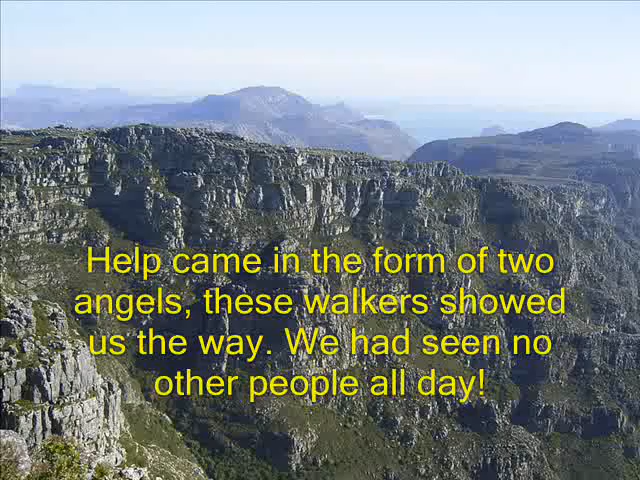 Help came in the form of two
angels, these walkers showed
us the way. We had seen no
other people all day!